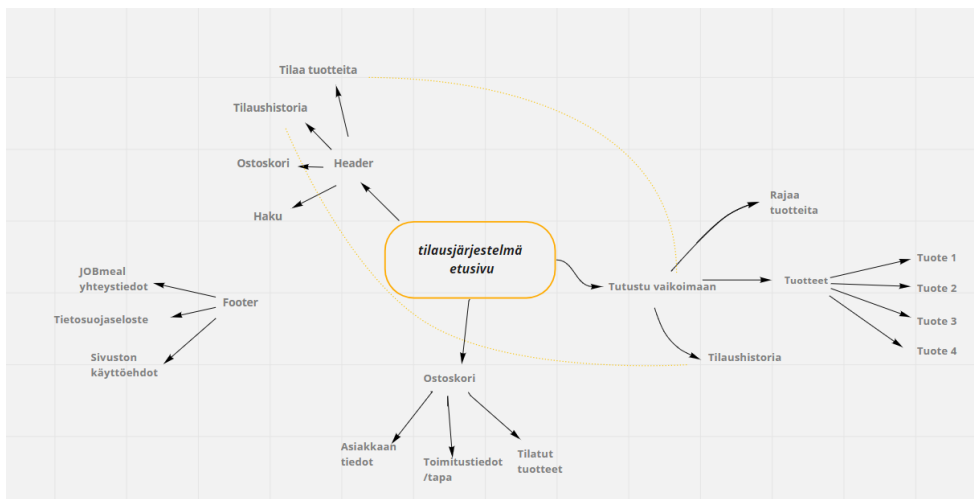 Tilaa tuotteita
Tilaushistoria
Ostoskori
Header
Haku
tilausjärjestelmä
etusivu
Rajaa
tuotteita
Tutustu vaikoimaan
Tuotteet
Tuote 1
Tuote 2
Tuote 3
Tuote 4
Tilaushistoria
JOBmeal
yhteystiedot
Footer
Tietosuojaseloste
Sivuston
käyttöehdot
Ostoskori
Asiakkaan
tiedot
Toimitustiedot
/tapa
Tilatut
tuotteet